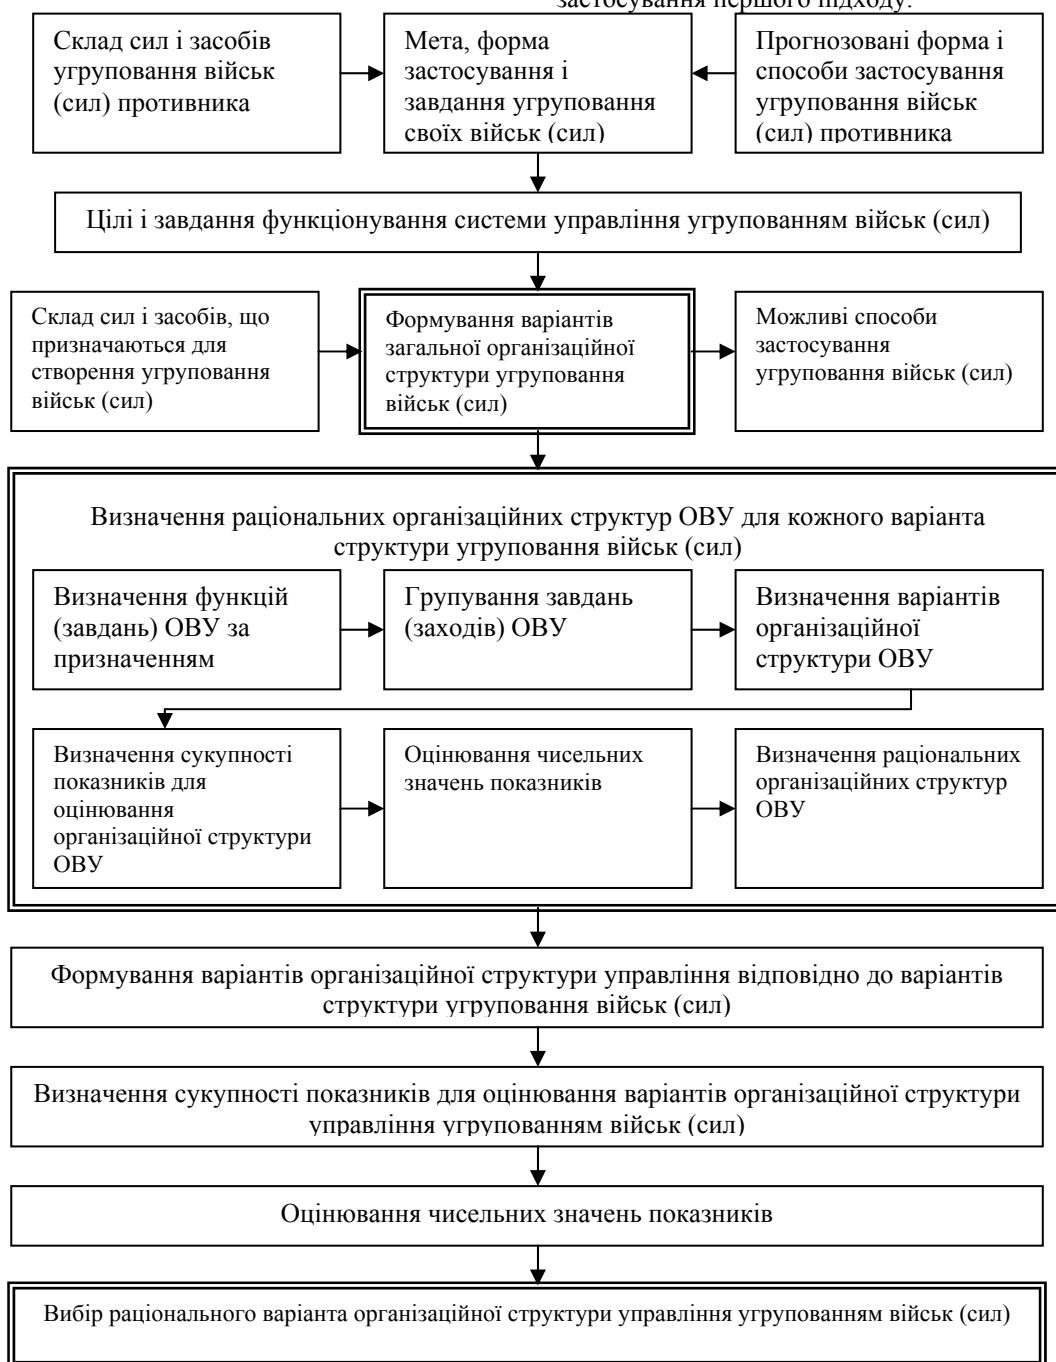 застосування першого підходу.
Склад сил і засобів
угруповання військ
(сил) противника
Мета, форма
застосування і
завдання угруповання
своїх військ (сил)
Прогнозовані форма і
способи застосування
угруповання військ
(сил) противника
Цілі і завдання функціонування системи управління угрупованням військ (сил)
Склад сил і засобів, що
призначаються для
створення угруповання
військ (сил)
Формування варіантів
загальної організаційної
структури угруповання
військ (сил)
Можливі способи
застосування
угруповання військ (сил)
Визначення раціональних організаційних структур ОВУ для кожного варіанта
структури угруповання військ (сил)
Визначення функцій
(завдань) ОВУ за
призначенням
Групування завдань
(заходів) ОВУ
Визначення варіантів
організаційної
структури ОВУ
Визначення сукупності
показників для
оцінювання
організаційної структури
ОВУ
Оцінювання чисельних
значень показників
Визначення раціональних
організаційних структур
ОВУ
Формування варіантів організаційної структури управління відповідно до варіантів
структури угруповання військ (сил)
Визначення сукупності показників для оцінювання варіантів організаційної структури
управління угрупованням військ (сил)
Оцінювання чисельних значень показників
Вибір раціонального варіанта організаційної структури управління угрупованням військ (сил)